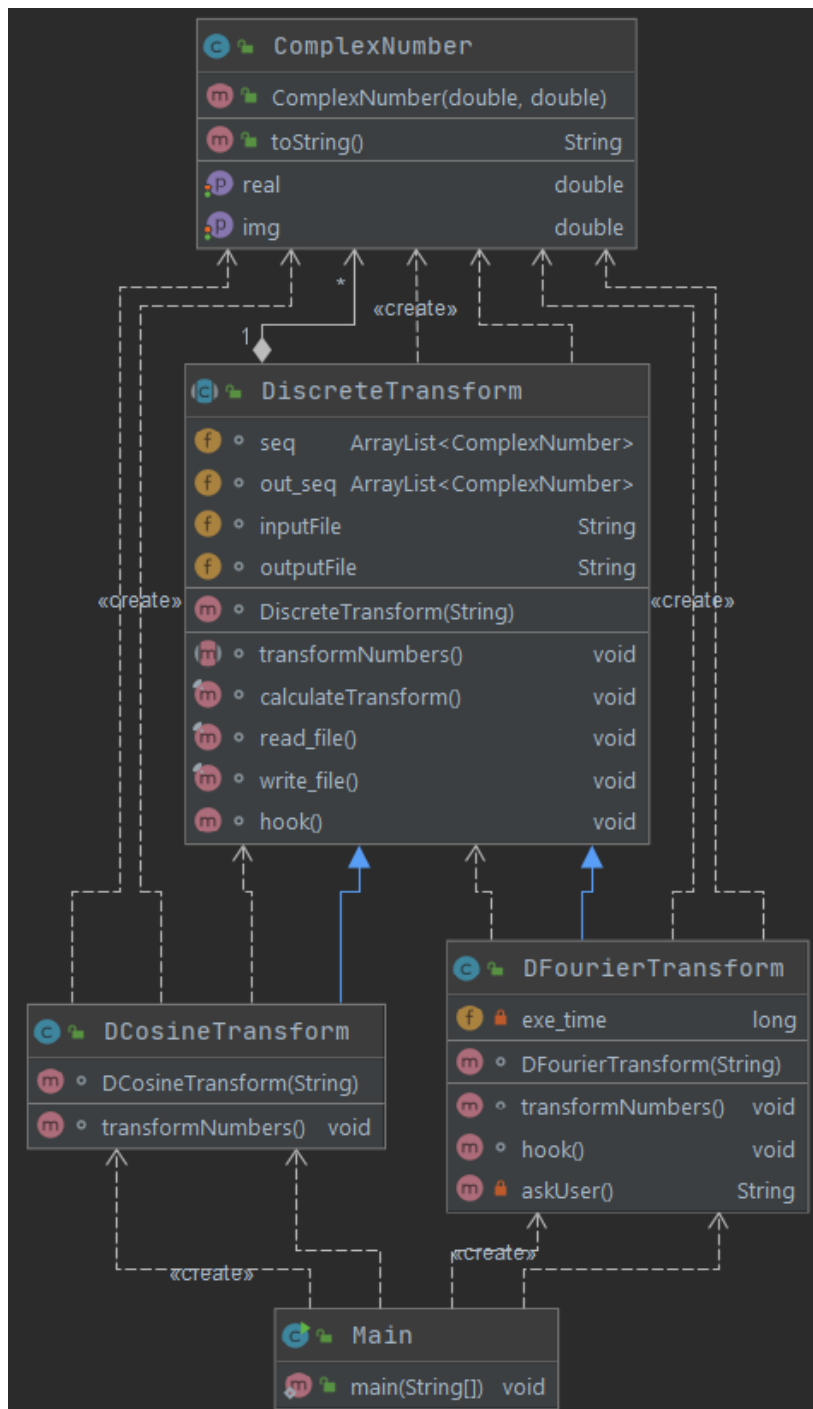 ComplexNumber
ComplexNumber(double, double)
toString() String
real double
img double
*
«create»
1
DiscreteTransform
seq ArrayList<ComplexNumber>
out_seq ArrayList<ComplexNumber>
inputFile String
outputFile String
«create» «create»
DiscreteTransform(String)
transformNumbers() void
calculateTransform() void
read_file() void
write_file() void
hook() void
DFourierTransform
exe_time long
DFourierTransform(String)
transformNumbers() void
hook() void
askUser() String
DCosineTransform
DCosineTransform(String)
transformNumbers() void
«create»
«create»
Main
main(String[]) void